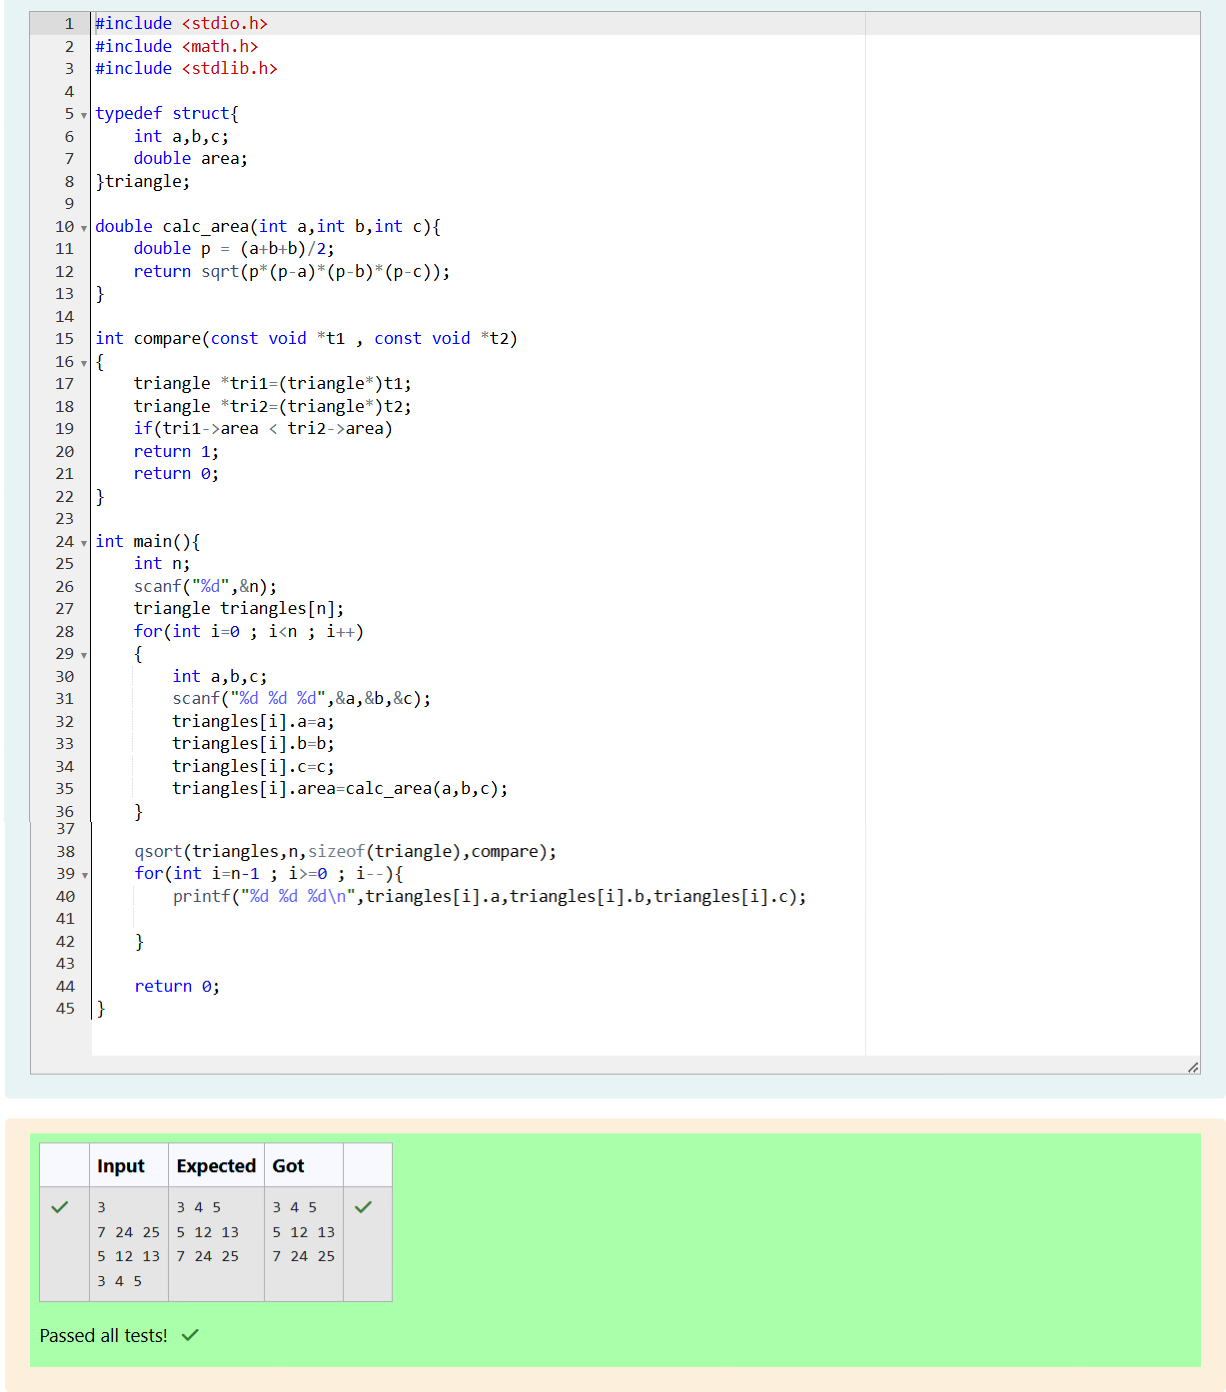 1 #include <stdio.h>
2 #include <math.h>
3 #include <stdlib.h>
4
5 typedef struct{
6     int a,b,c;
7     double area;
8 }triangle;
9
10 double calc_area(int a,int b,int c){
11     double p = (a+b+b)/2;
12     return sqrt(p*(p-a)*(p-b)*(p-c));
13 }
14
15 int compare(const void *t1 , const void *t2)
16 {
17     triangle *tri1=(triangle*)t1;
18     triangle *tri2=(triangle*)t2;
19     if(tri1->area < tri2->area)
20     return 1;
21     return 0;
22 }
23
24 int main(){
25     int n;
26     scanf("%d",&n);
27     triangle triangles[n];
28     for(int i=0 ; i<n ; i++)
29     {
30         int a,b,c;
31         scanf("%d %d %d",&a,&b,&c);
32         triangles[i].a=a;
33         triangles[i].b=b;
34         triangles[i].c=c;
35         triangles[i].area=calc_area(a,b,c);
36     }
37
38     qsort(triangles,n,sizeof(triangle),compare);
39     for(int i=n-1 ; i>=0 ; i--){
40         printf("%d %d %d\n",triangles[i].a,triangles[i].b,triangles[i].c);
41
42     }
43
44     return 0;
45 }
Input Expected Got
3 3 4 5 3 4 5
7 24 25 5 12 13 5 12 13
5 12 13 7 24 25 7 24 25
3 4 5
Passed all tests!